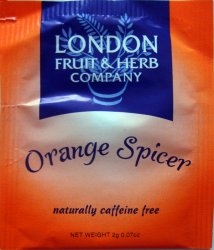 LONDON
FRUIT & HERB
COMPANY
Orange Spicer
naturally caffeine free
NET WEIGHT 2g 0.07oz